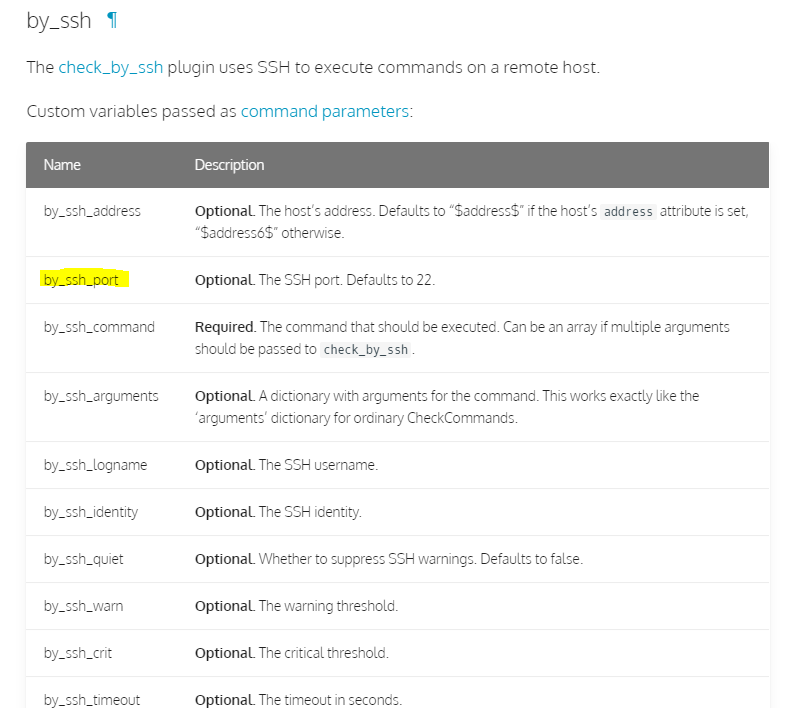 by_ssh ¶
The check_by_ssh plugin uses SSH to execute commands on a remote host.
Custom variables passed as command parameters:
Name Description
by_ssh_address Optional. The host’s address. Defaults to “$address$” if the host’s address attribute is set,
“$address6$” otherwise.
by_ssh_port Optional. The SSH port. Defaults to 22.
by_ssh_command Required. The command that should be executed. Can be an array if multiple arguments
should be passed to check_by_ssh.
by_ssh_arguments Optional. A dictionary with arguments for the command. This works exactly like the
‘arguments’ dictionary for ordinary CheckCommands.
by_ssh_logname Optional. The SSH username.
by_ssh_identity Optional. The SSH identity.
by_ssh_quiet Optional. Whether to suppress SSH warnings. Defaults to false.
by_ssh_warn Optional. The warning threshold.
by_ssh_crit Optional. The critical threshold.
by_ssh_timeout Optional. The timeout in seconds.